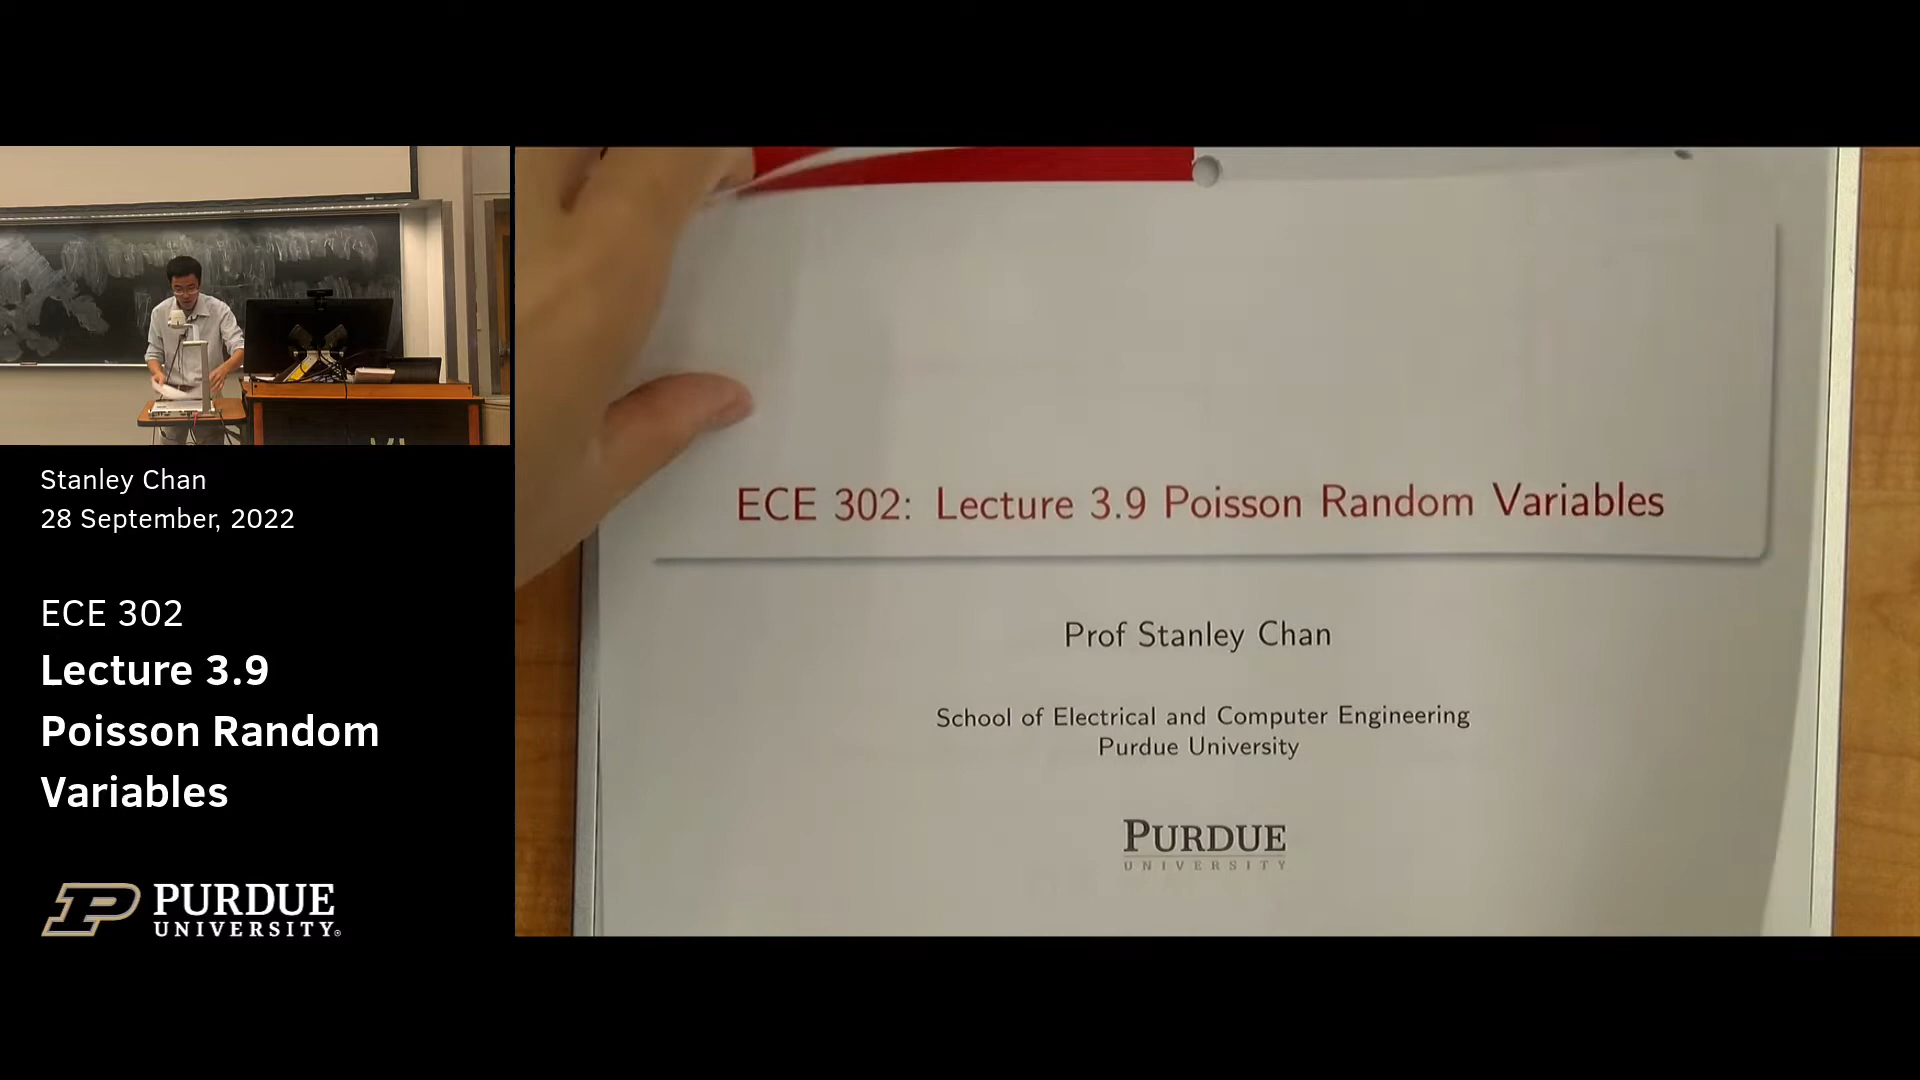 Stanley Chan
28 September, 2022
ECE 302
Lecture 3.9
Poisson Random
Variables
PURDUE
UNIVERSITY
ECE 302: Lecture 3.9 Poisson Random Variables
Prof Stanley Chan
School of Electrical and Computer Engineering
Purdue University
PURDUE
UNIVERSITY